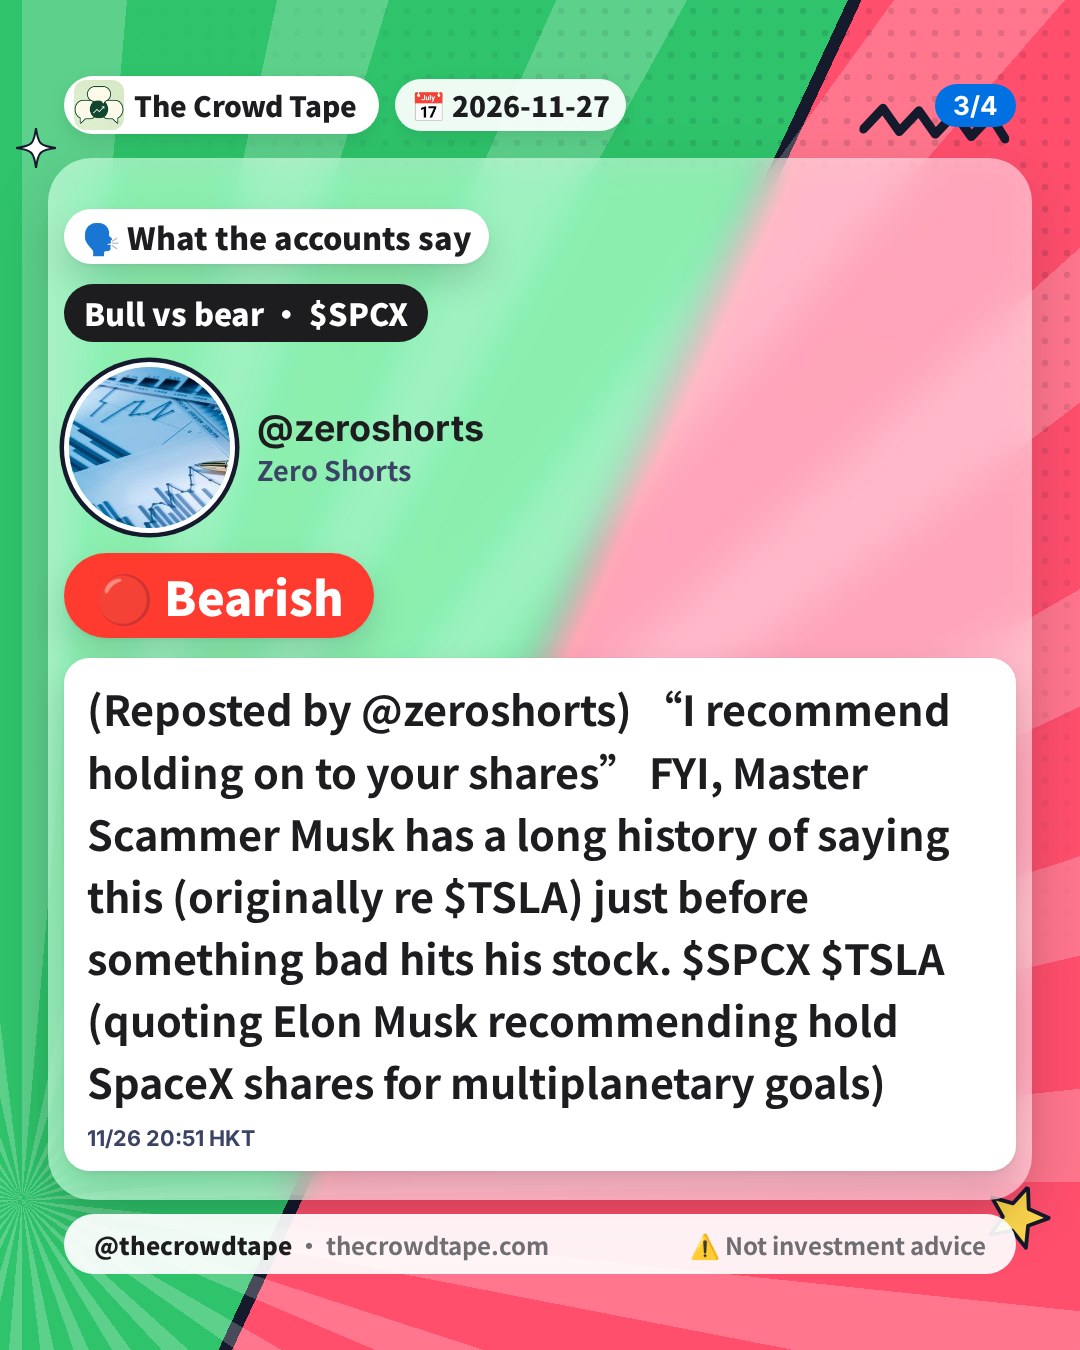 The Crowd Tape
📅 2026-11-27
3/4
🗣️ What the accounts say
Bull vs bear · $SPCX
@zeroshorts
Zero Shorts
🔴 Bearish
(Reposted by @zeroshorts) “I recommend
holding on to your shares” FYI, Master
Scammer Musk has a long history of saying
this (originally re $TSLA) just before
something bad hits his stock. $SPCX $TSLA
(quoting Elon Musk recommending hold
SpaceX shares for multiplanetary goals)
11/26 20:51 HKT
@thecrowdtape · thecrowdtape.com
⚠️ Not investment advice